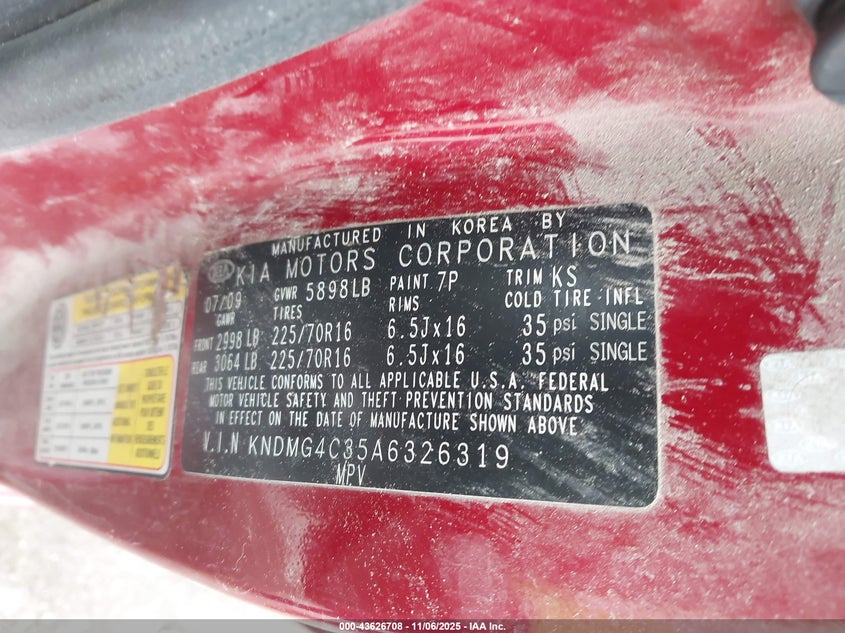 MANUFACTURED IN KOREA BY
KIA KIA MOTORS CORPORATION
07/09 GVWR 5898LB PAINT 7P TRIM KS
GAWR TIRES RIMS COLD TIRE INFL
FRONT 2998 LB 225/70R16 6.5Jx16 35 psi SINGLE
REAR 3064 LB 225/70R16 6.5Jx16 35 psi SINGLE
THIS VEHICLE CONFORMS TO ALL APPLICABLE U.S.A. FEDERAL
MOTOR VEHICLE SAFETY AND THEFT PREVENTION STANDARDS
IN EFFECT ON THE DATE OF MANUFACTURE SHOWN ABOVE
V.I.N KNDMG4C35A6326319
MPV
000-43626708 - 11/06/2025 - IAA Inc.